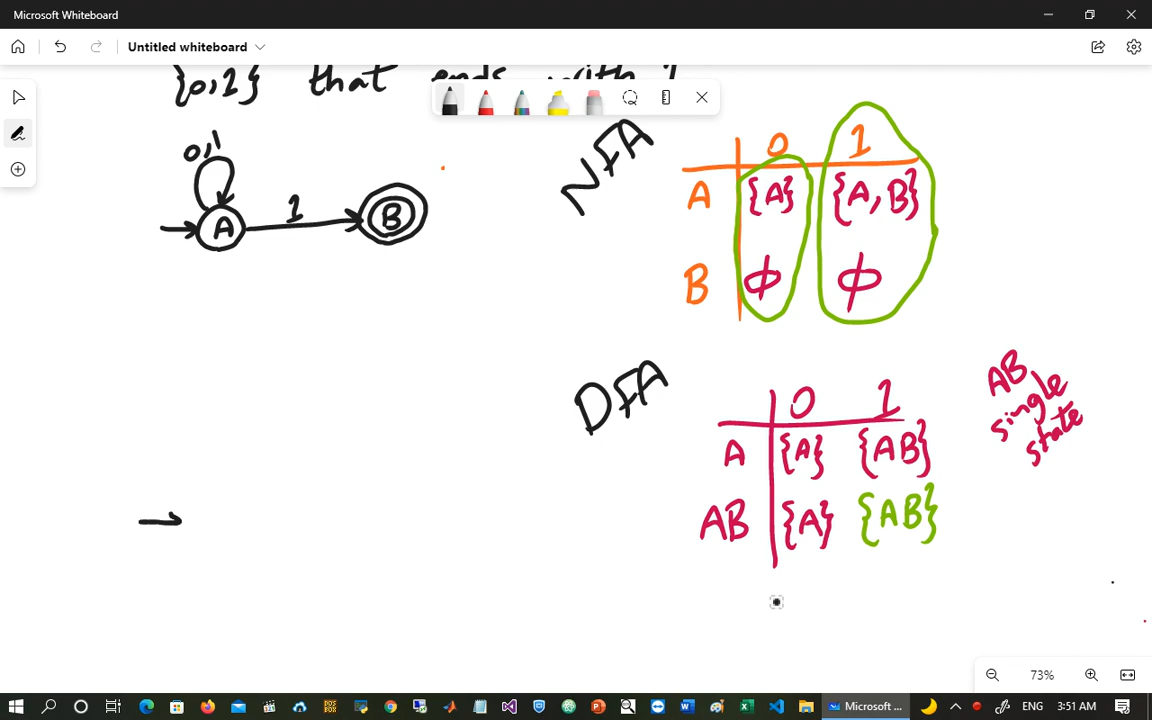 Microsoft Whiteboard
Untitled whiteboard
{0,1} that ends with 1
0,1
A
1
B
NFA
0 1
A {A} {A,B}
B ϕ ϕ
DFA
0 1
A {A} {AB}
AB {A} {AB}
AB
single
state
73%
Microsoft ...
ENG 3:51 AM